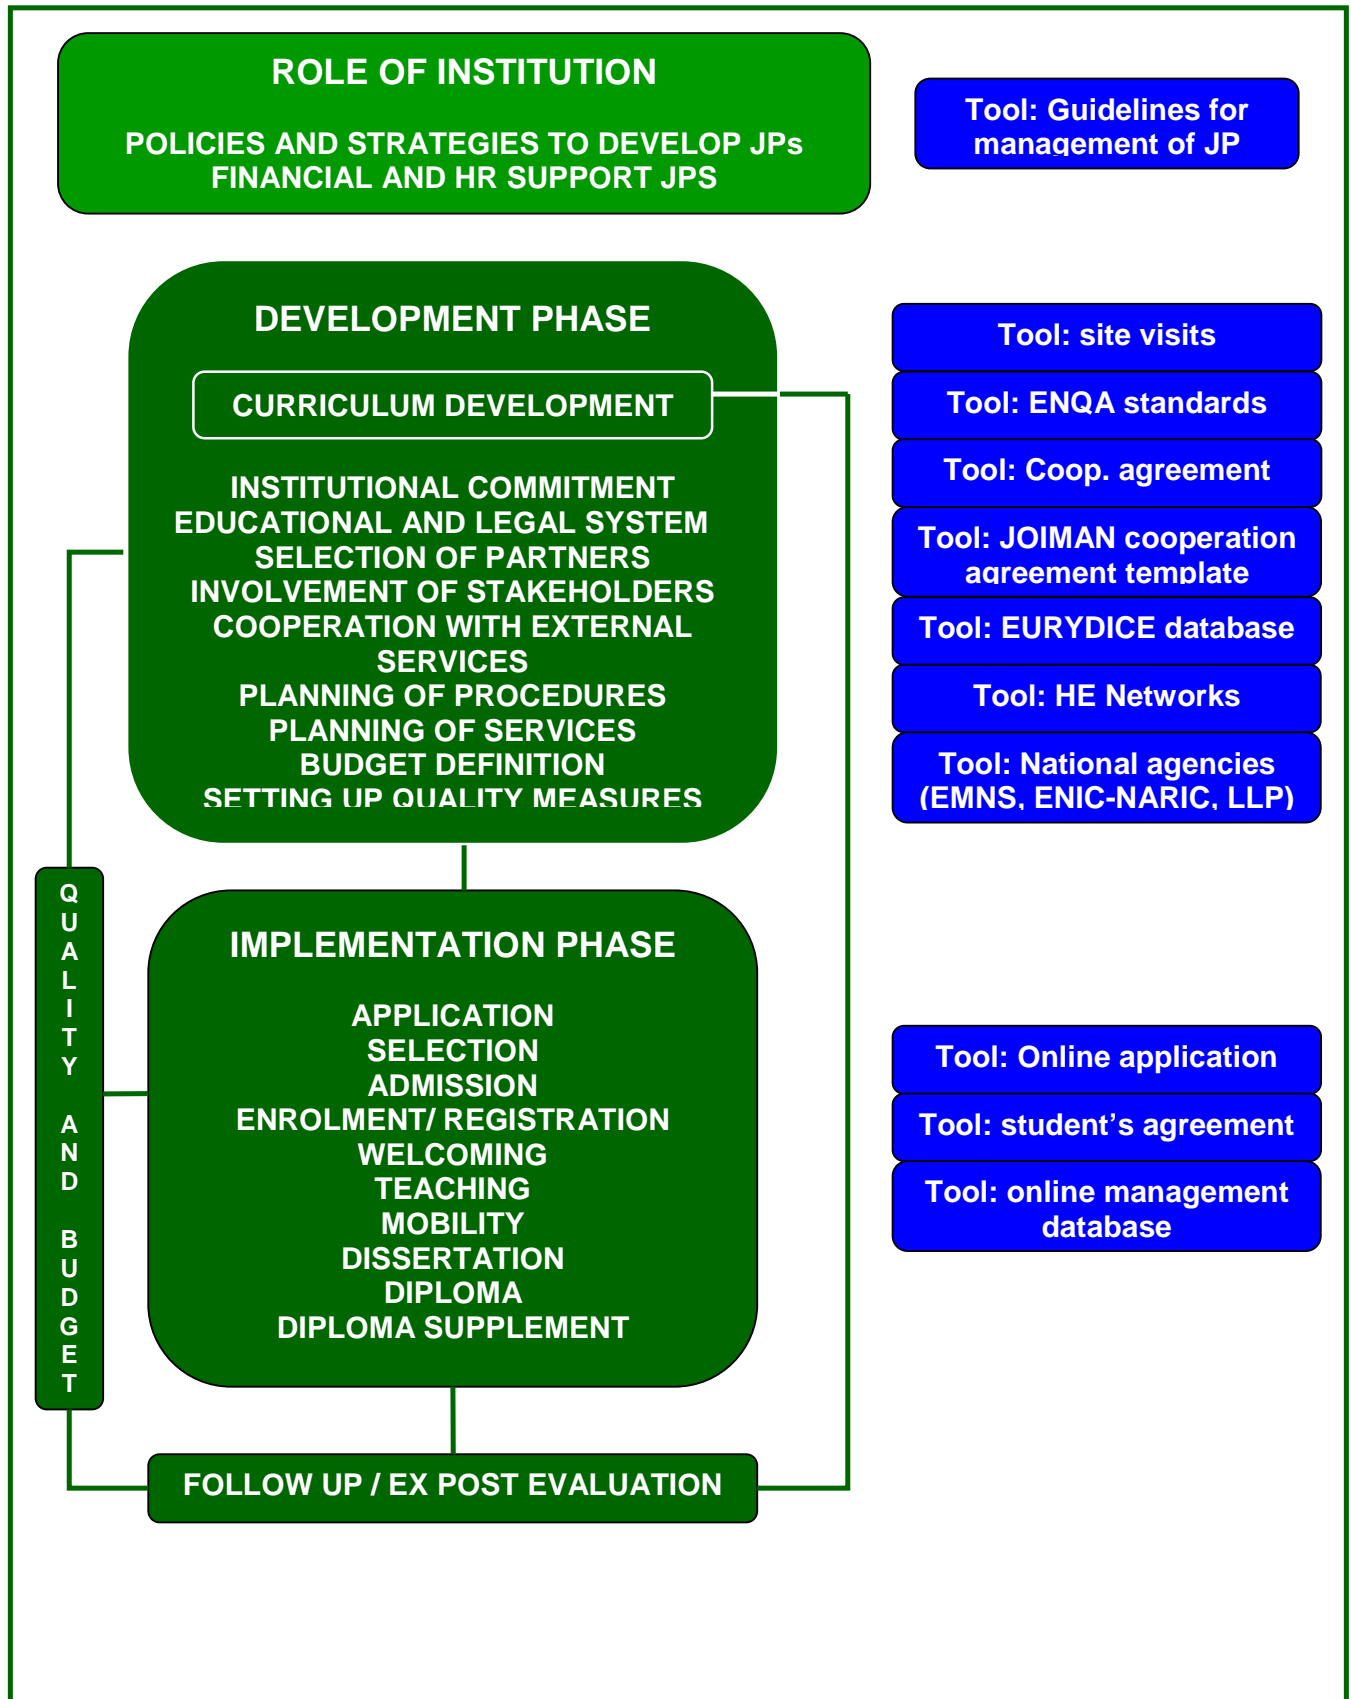 ROLE OF INSTITUTION
POLICIES AND STRATEGIES TO DEVELOP JPs
FINANCIAL AND HR SUPPORT JPS
Tool: Guidelines for
management of JP
DEVELOPMENT PHASE
CURRICULUM DEVELOPMENT
INSTITUTIONAL COMMITMENT
EDUCATIONAL AND LEGAL SYSTEM
SELECTION OF PARTNERS
INVOLVEMENT OF STAKEHOLDERS
COOPERATION WITH EXTERNAL
SERVICES
PLANNING OF PROCEDURES
PLANNING OF SERVICES
BUDGET DEFINITION
SETTING UP QUALITY MEASURES
Tool: site visits
Tool: ENQA standards
Tool: Coop. agreement
Tool: JOIMAN cooperation
agreement template
Tool: EURYDICE database
Tool: HE Networks
Tool: National agencies
(EMNS, ENIC-NARIC, LLP)
QUALITY AND BUDGET
IMPLEMENTATION PHASE
APPLICATION
SELECTION
ADMISSION
ENROLMENT/ REGISTRATION
WELCOMING
TEACHING
MOBILITY
DISSERTATION
DIPLOMA
DIPLOMA SUPPLEMENT
Tool: Online application
Tool: student’s agreement
Tool: online management
database
FOLLOW UP / EX POST EVALUATION